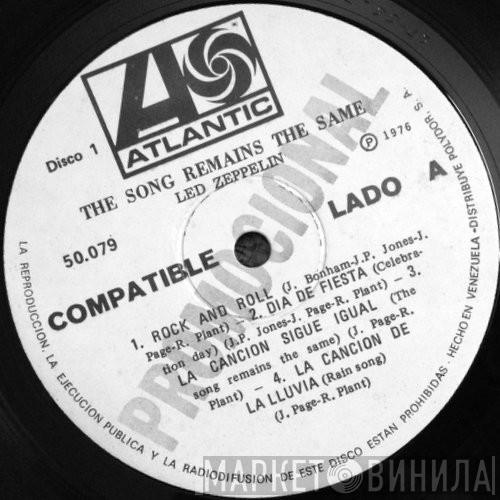 ATLANTIC
Disco 1
THE SONG REMAINS THE SAME
LED ZEPPELIN
Ⓟ 1976
50.079
COMPATIBLE
LADO A
PROMOCIONAL
1. ROCK AND ROLL (J. Bonham-J.P. Jones-J.
Page-R. Plant) – 2. DIA DE FIESTA (Celebra-
tion day) (J.P. Jones-J. Page-R. Plant) – 3.
LA CANCION SIGUE IGUAL (The
song remains the same) (J. Page-R.
Plant) – 4. LA CANCION DE
LA LLUVIA (Rain song)
(J. Page-R. Plant)
LA REPRODUCCION, LA EJECUCION PUBLICA Y LA RADIODIFUSION DE ESTE DISCO ESTAN PROHIBIDAS. HECHO EN VENEZUELA-DISTRIBUYE POLYDOR S. A.
МАРКЕТ ВИНИЛА